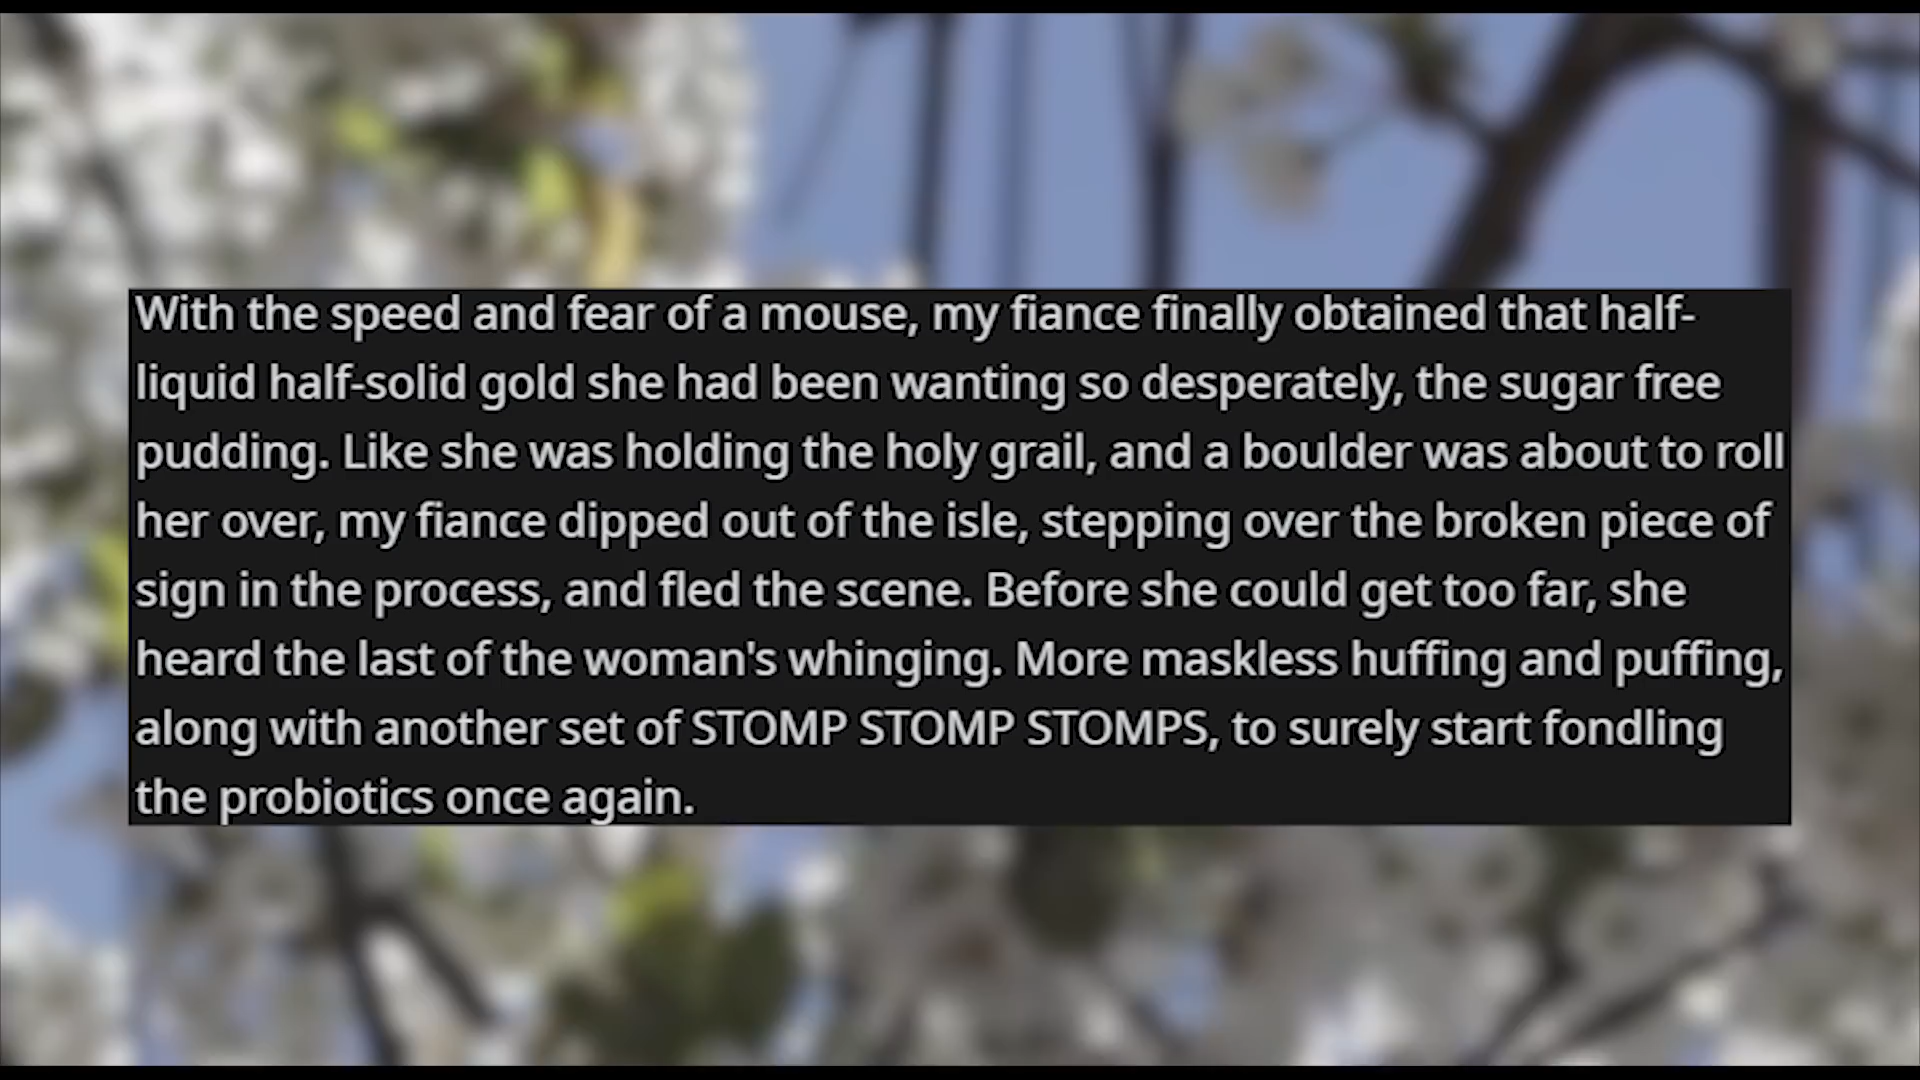 With the speed and fear of a mouse, my fiance finally obtained that half-
liquid half-solid gold she had been wanting so desperately, the sugar free
pudding. Like she was holding the holy grail, and a boulder was about to roll
her over, my fiance dipped out of the isle, stepping over the broken piece of
sign in the process, and fled the scene. Before she could get too far, she
heard the last of the woman's whinging. More maskless huffing and puffing,
along with another set of STOMP STOMP STOMPS, to surely start fondling
the probiotics once again.